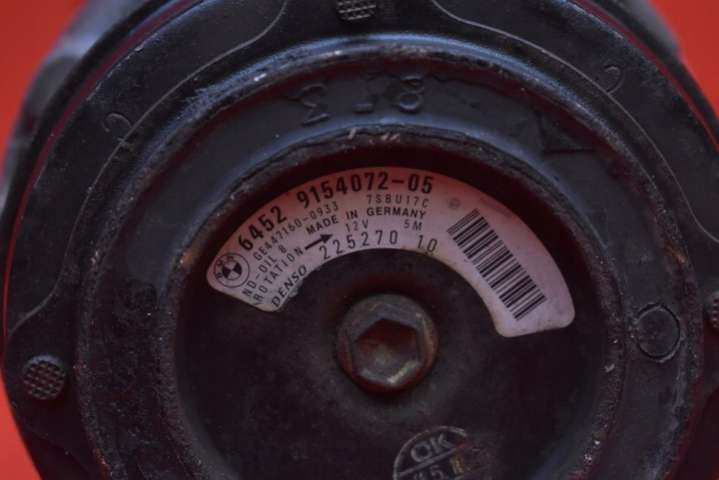 6452 9154072-05
GE447160-0933 7SBU17C
MADE IN GERMANY
ND-OIL 8 12V 5M
ROTATION →
DENSO 225270 10
OK